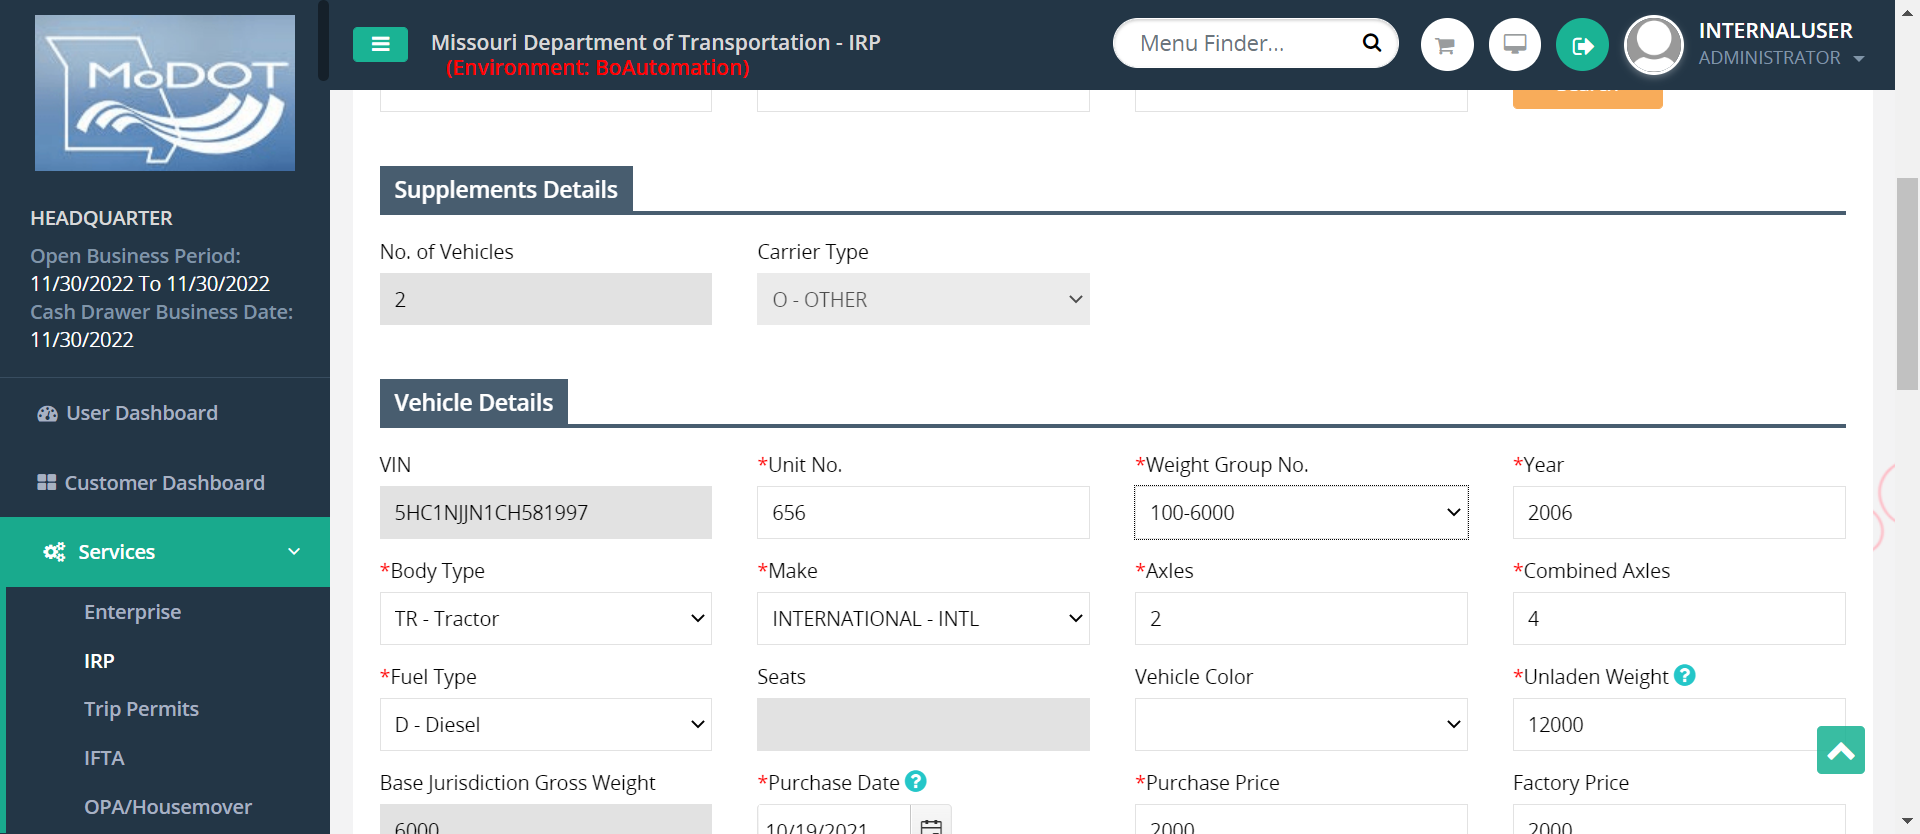 MoDOT
Missouri Department of Transportation - IRP
(Environment: BoAutomation)
Menu Finder...
INTERNALUSER
ADMINISTRATOR
HEADQUARTER
Open Business Period:
11/30/2022 To 11/30/2022
Cash Drawer Business Date:
11/30/2022
User Dashboard
Customer Dashboard
Services
Enterprise
IRP
Trip Permits
IFTA
OPA/Housemover
Search
Supplements Details
No. of Vehicles
Carrier Type
2
O - OTHER
Vehicle Details
VIN
*Unit No.
*Weight Group No.
*Year
5HC1NJJN1CH581997
656
100-6000
2006
*Body Type
*Make
*Axles
*Combined Axles
TR - Tractor
INTERNATIONAL - INTL
2
4
*Fuel Type
Seats
Vehicle Color
*Unladen Weight ?
D - Diesel
12000
Base Jurisdiction Gross Weight
*Purchase Date ?
*Purchase Price
Factory Price
6000
10/19/2021
2000
2000